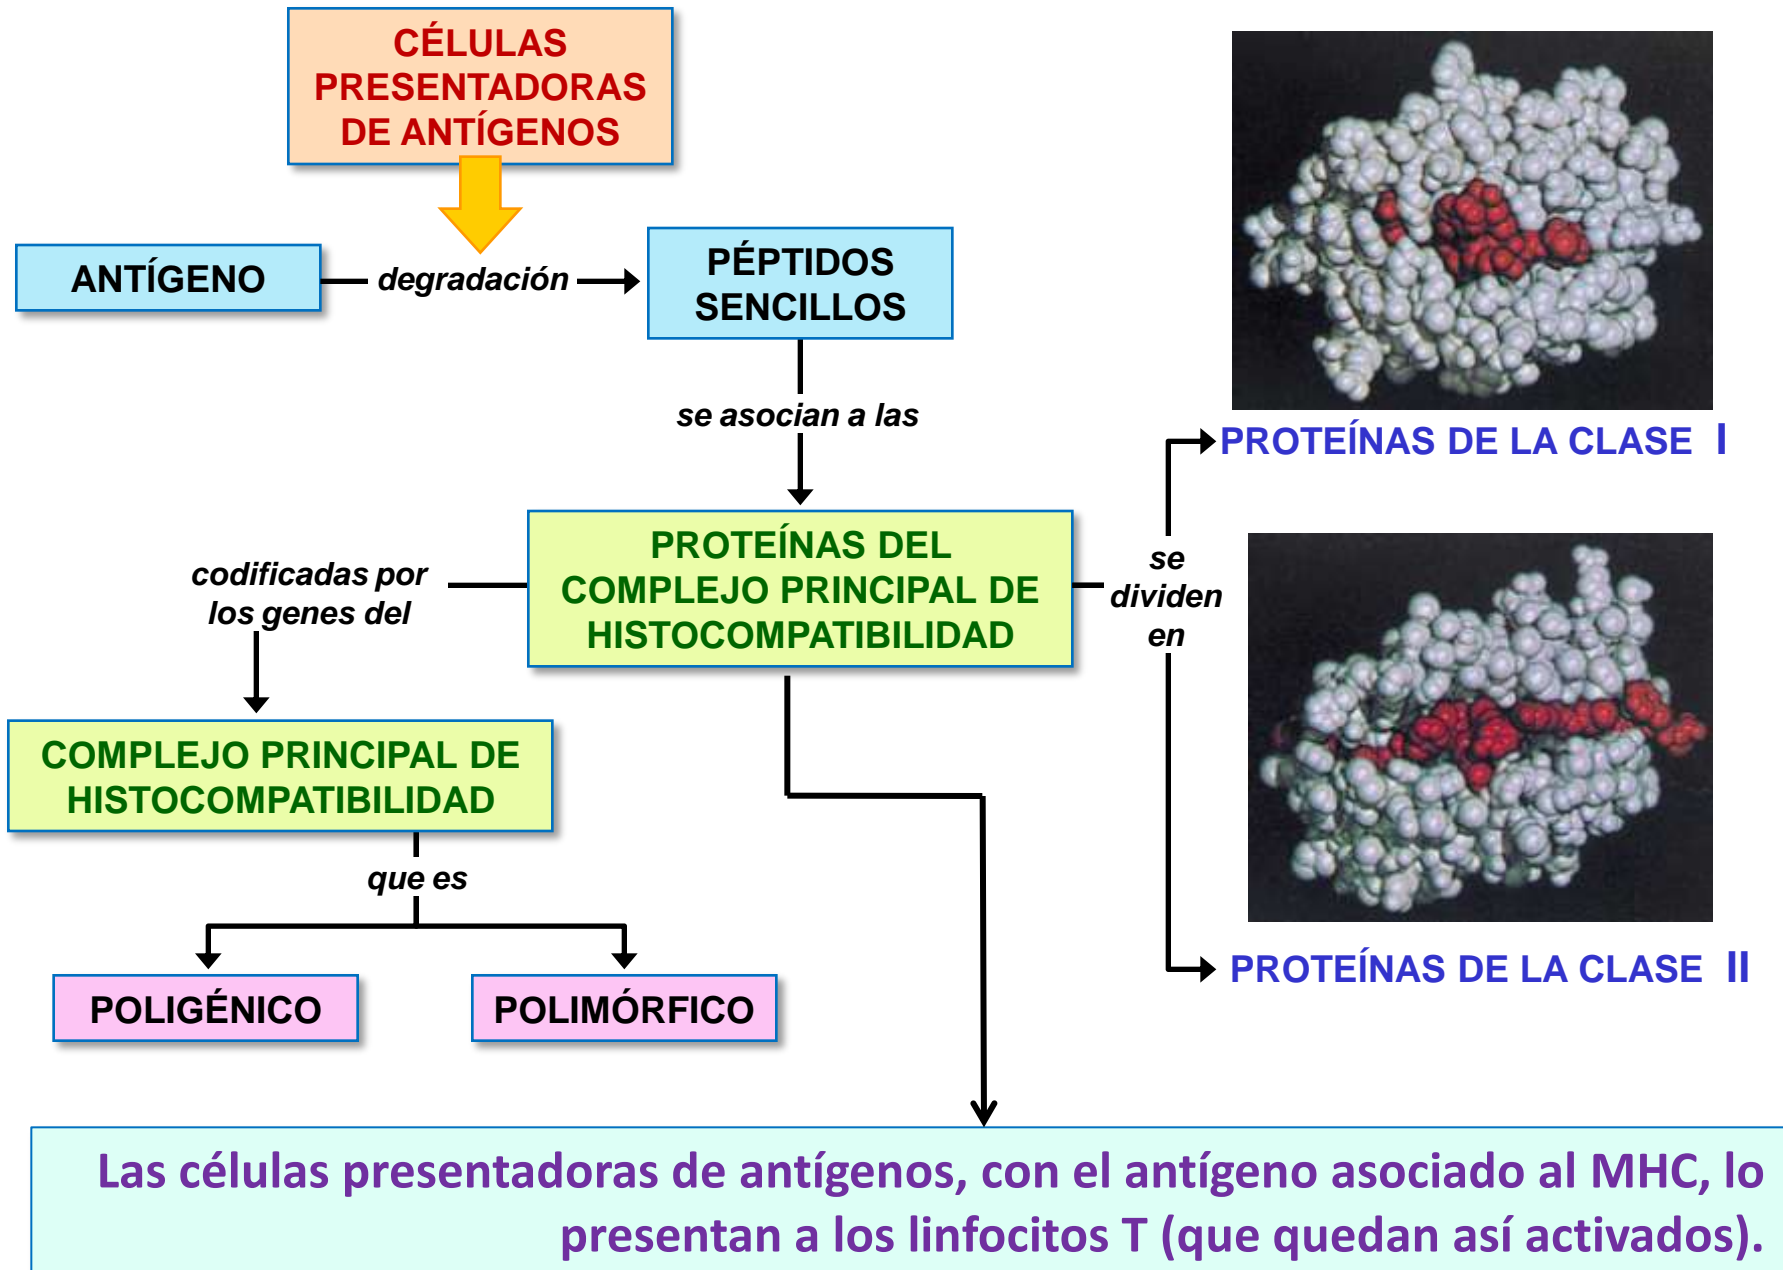 CÉLULAS
PRESENTADORAS
DE ANTÍGENOS
ANTÍGENO
degradación
PÉPTIDOS
SENCILLOS
se asocian a las
PROTEÍNAS DE LA CLASE I
PROTEÍNAS DEL
COMPLEJO PRINCIPAL DE
HISTOCOMPATIBILIDAD
se
dividen
en
codificadas por
los genes del
COMPLEJO PRINCIPAL DE
HISTOCOMPATIBILIDAD
que es
PROTEÍNAS DE LA CLASE II
POLIGÉNICO
POLIMÓRFICO
Las células presentadoras de antígenos, con el antígeno asociado al MHC, lo
presentan a los linfocitos T (que quedan así activados).